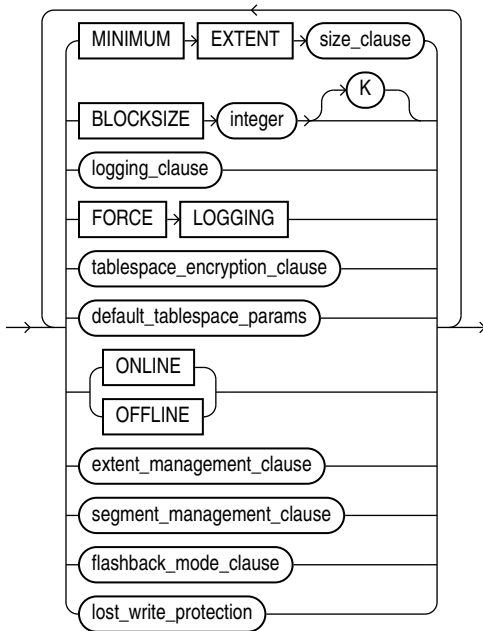 MINIMUM EXTENT size_clause
K
BLOCKSIZE integer
logging_clause
FORCE LOGGING
tablespace_encryption_clause
default_tablespace_params
ONLINE
OFFLINE
extent_management_clause
segment_management_clause
flashback_mode_clause
lost_write_protection